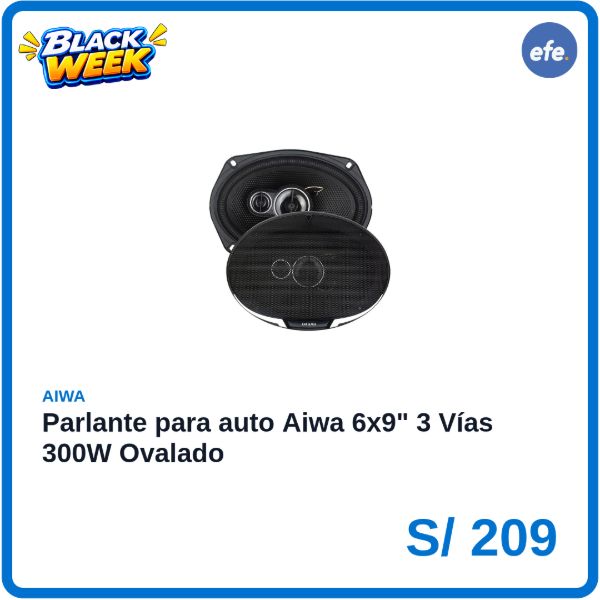 BLACK
WEEK
efe.
AIWA
Parlante para auto Aiwa 6x9" 3 Vías
300W Ovalado
S/ 209